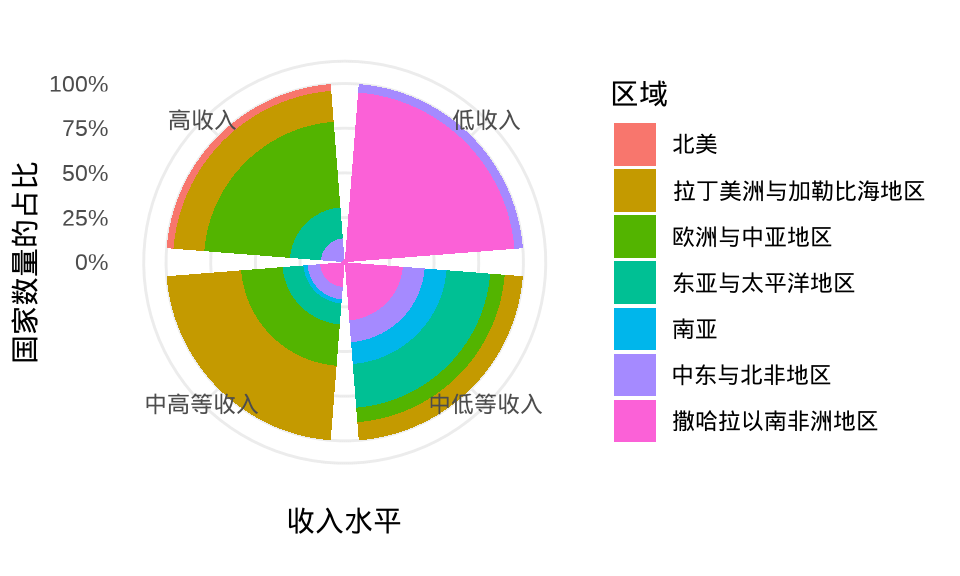 100%
75%
50%
25%
0%
国家数量的占比
高收入
低收入
中高等收入
中低等收入
收入水平
区域
北美
拉丁美洲与加勒比海地区
欧洲与中亚地区
东亚与太平洋地区
南亚
中东与北非地区
撒哈拉以南非洲地区